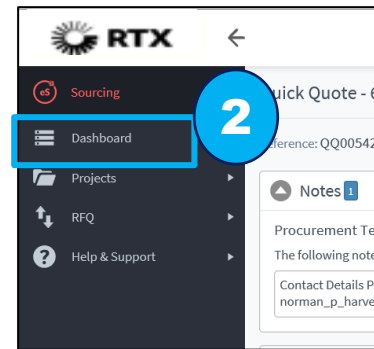 RTX
eS Sourcing
2
Dashboard
Projects
RFQ
Help & Support
uick Quote - 6
eference: QQ00542
Notes 1
Procurement Te
The following note
Contact Details P
norman_p_harve